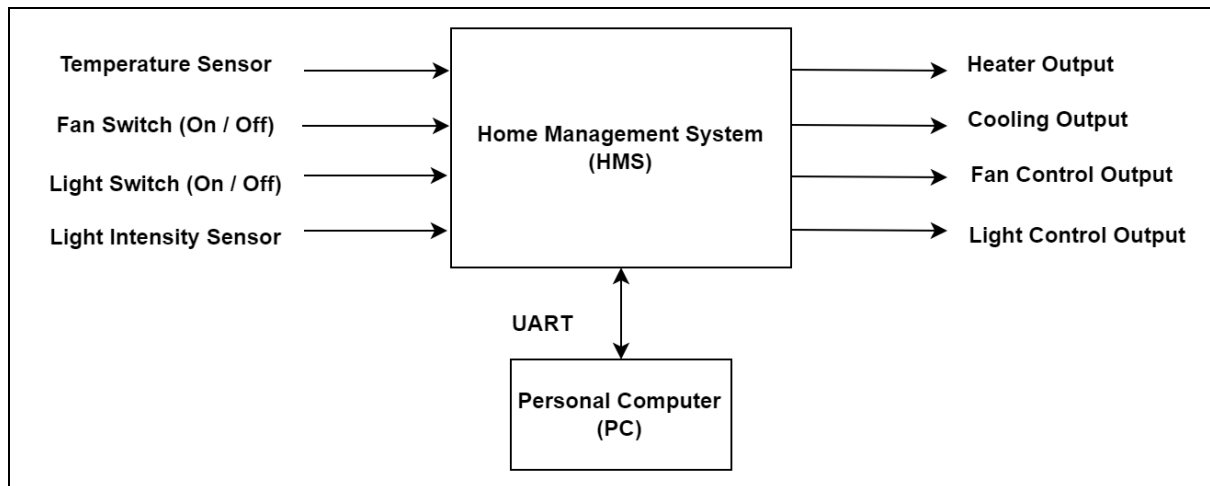 Temperature Sensor
Fan Switch (On / Off)
Light Switch (On / Off)
Light Intensity Sensor
Home Management System
(HMS)
Heater Output
Cooling Output
Fan Control Output
Light Control Output
UART
Personal Computer
(PC)